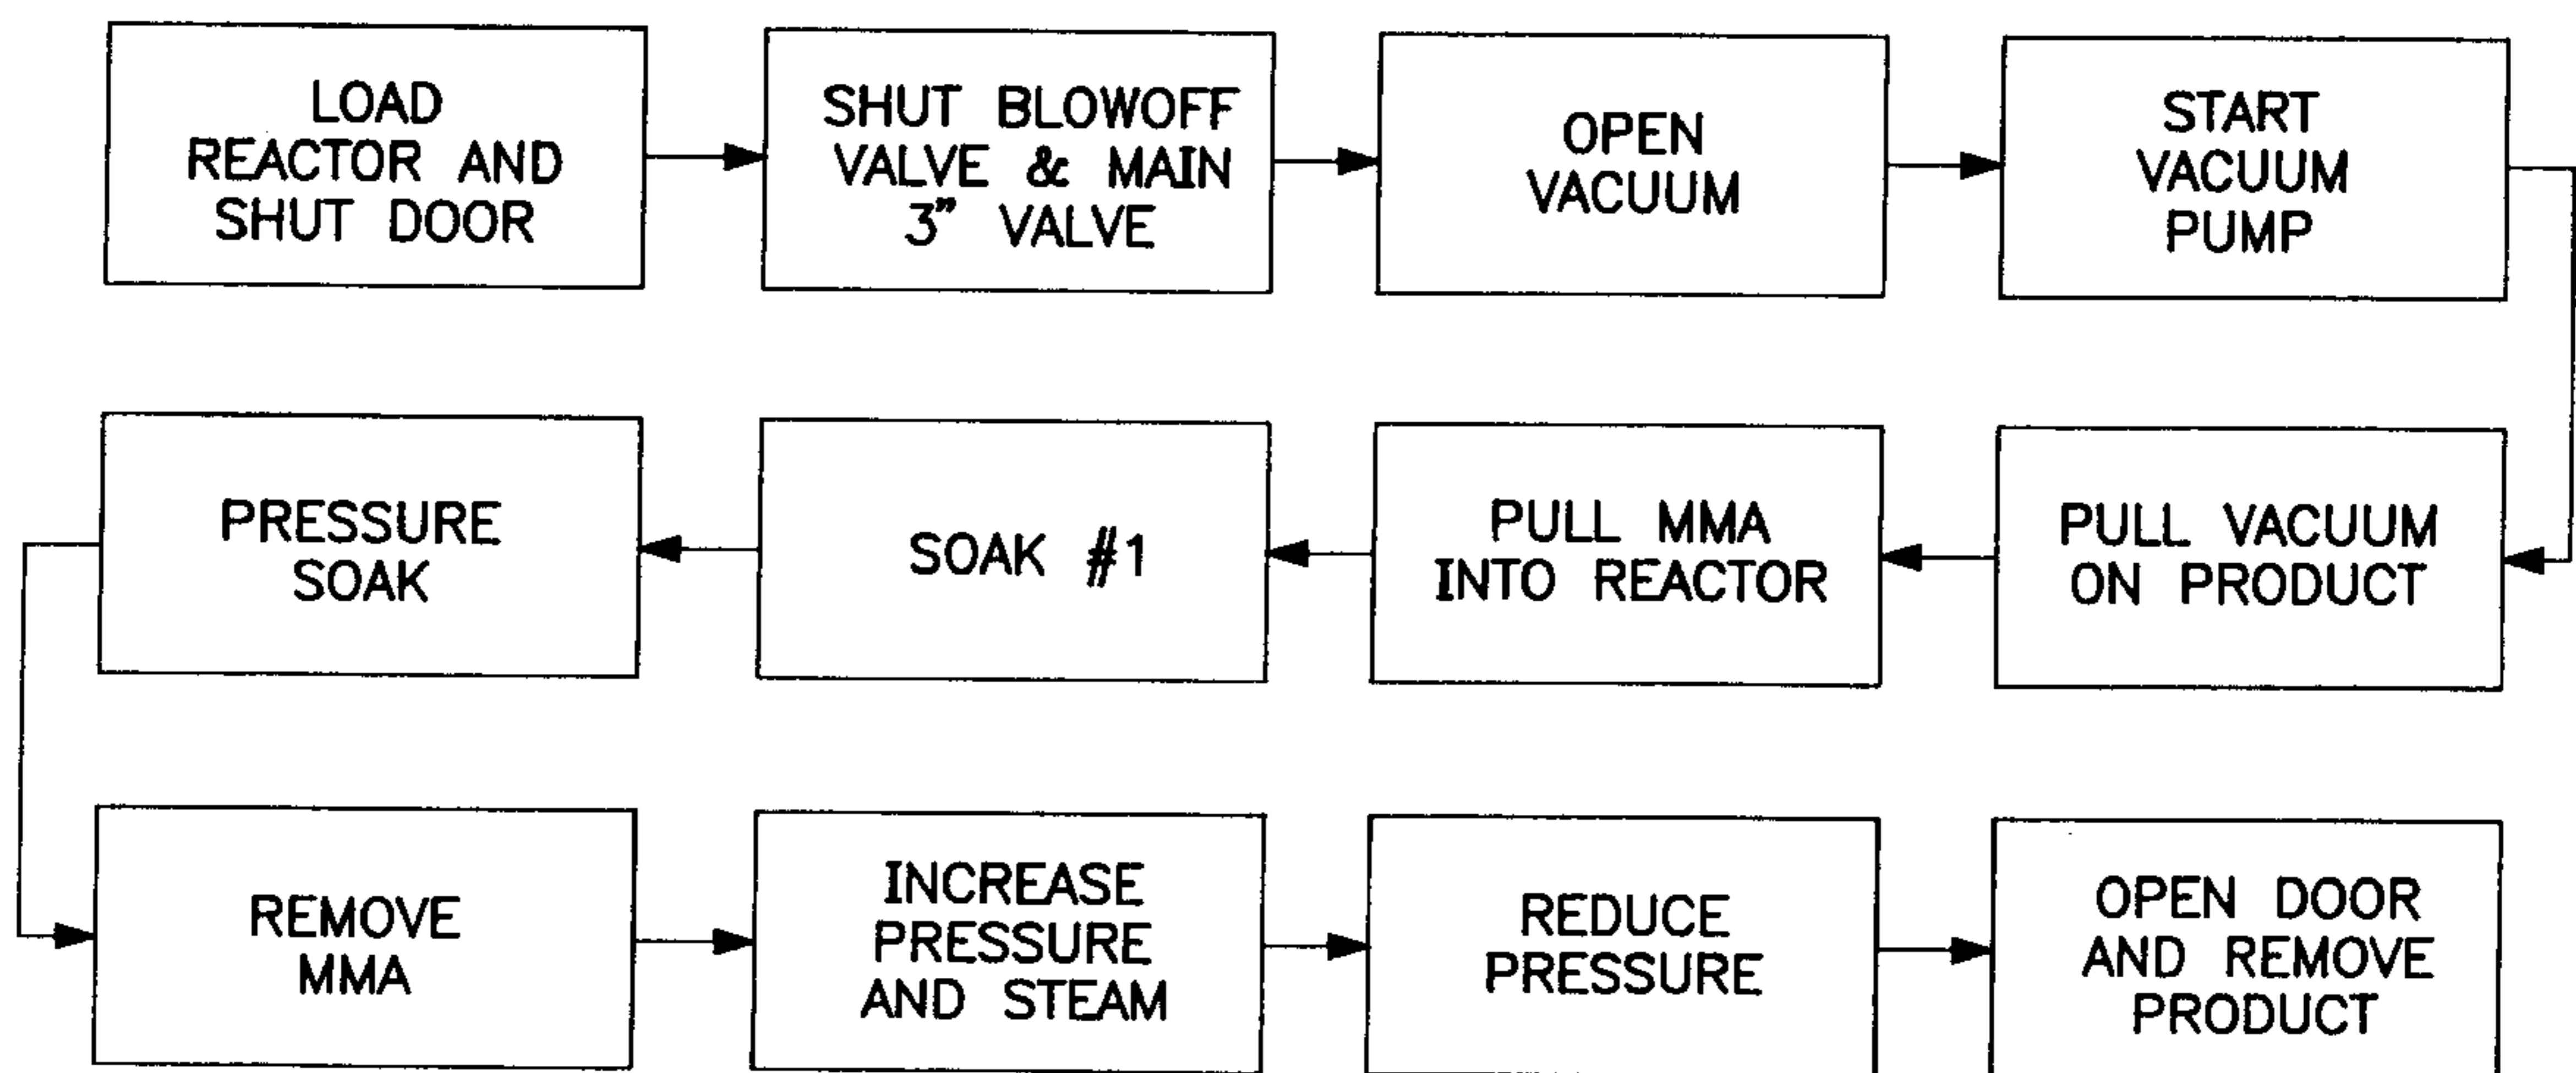 LOAD
REACTOR AND
SHUT DOOR
SHUT BLOWOFF
VALVE & MAIN
3" VALVE
OPEN
VACUUM
START
VACUUM
PUMP
PULL VACUUM
ON PRODUCT
PULL MMA
INTO REACTOR
SOAK #1
PRESSURE
SOAK
REMOVE
MMA
INCREASE
PRESSURE
AND STEAM
REDUCE
PRESSURE
OPEN DOOR
AND REMOVE
PRODUCT